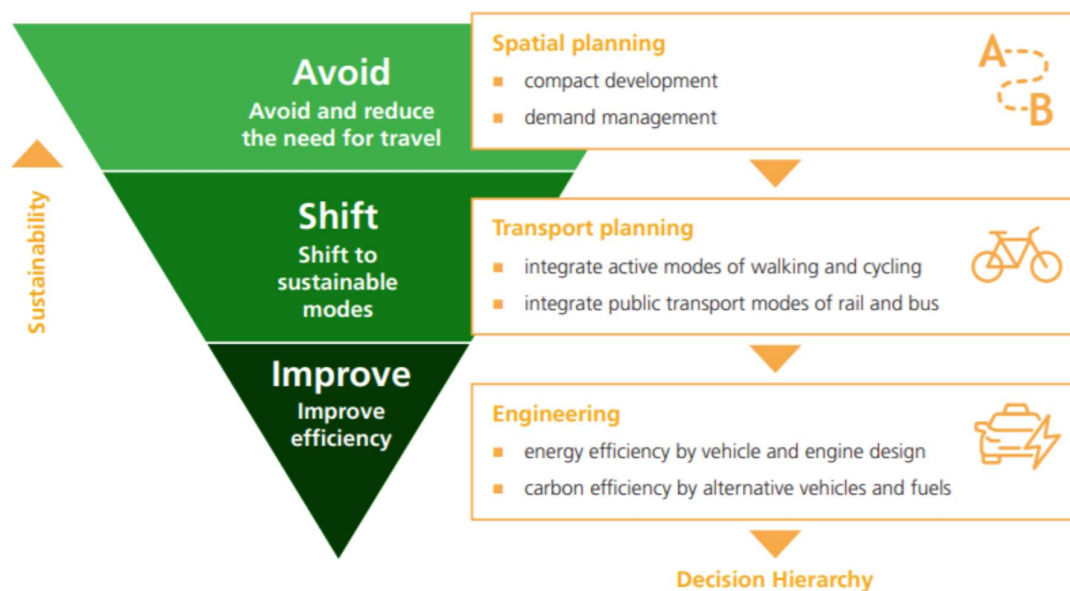 Avoid
Avoid and reduce
the need for travel
Spatial planning
compact development
demand management
A
B
Shift
Shift to
sustainable
modes
Transport planning
integrate active modes of walking and cycling
integrate public transport modes of rail and bus
Improve
Improve
efficiency
Engineering
energy efficiency by vehicle and engine design
carbon efficiency by alternative vehicles and fuels
Sustainability
Decision Hierarchy